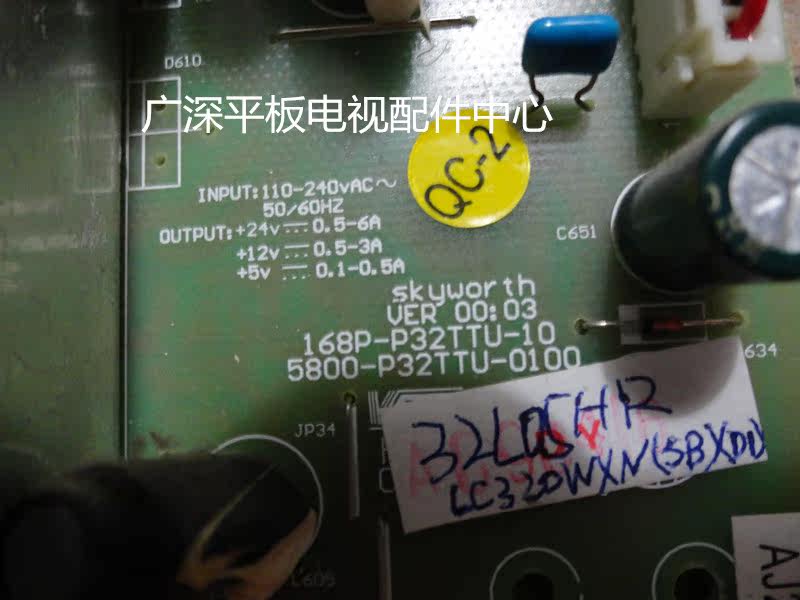 D610
广深平板电视配件中心
QC-2
INPUT:110-240vAC~
50/60HZ
OUTPUT:+24v⎓0.5-6A
+12v⎓0.5-3A
+5v⎓0.1-0.5A
C651
skyworth
VER 00:03
168P-P32TTU-10
5800-P32TTU-0100
634
JP34
32L05HR
LC320WXN(SB)(D1)
L605